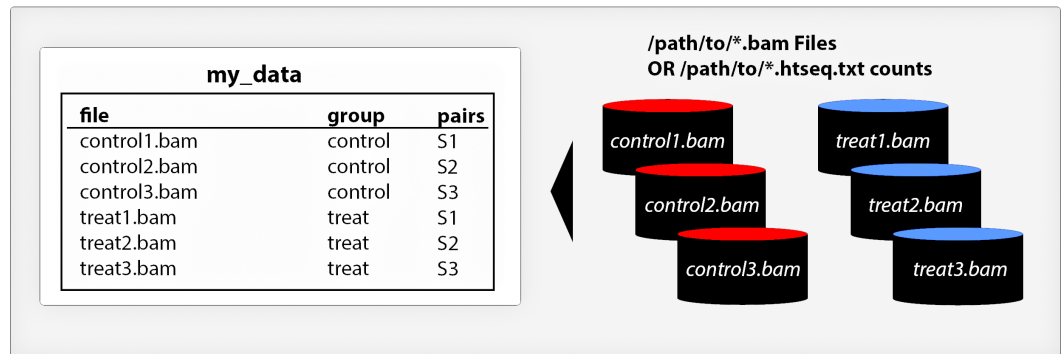 my_data
file group pairs
control1.bam control S1
control2.bam control S2
control3.bam control S3
treat1.bam treat S1
treat2.bam treat S2
treat3.bam treat S3
/path/to/*.bam Files
OR /path/to/*.htseq.txt counts
control1.bam
treat1.bam
control2.bam
treat2.bam
control3.bam
treat3.bam